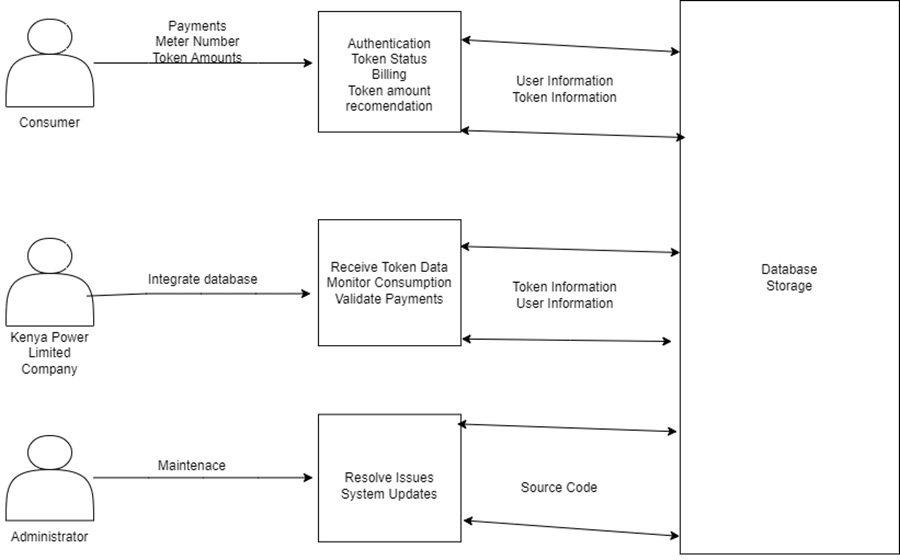 Payments
Meter Number
Token Amounts
Consumer
Authentication
Token Status
Billing
Token amount
recomendation
User Information
Token Information
Integrate database
Kenya Power
Limited
Company
Receive Token Data
Monitor Consumption
Validate Payments
Token Information
User Information
Database
Storage
Maintenace
Administrator
Resolve Issues
System Updates
Source Code